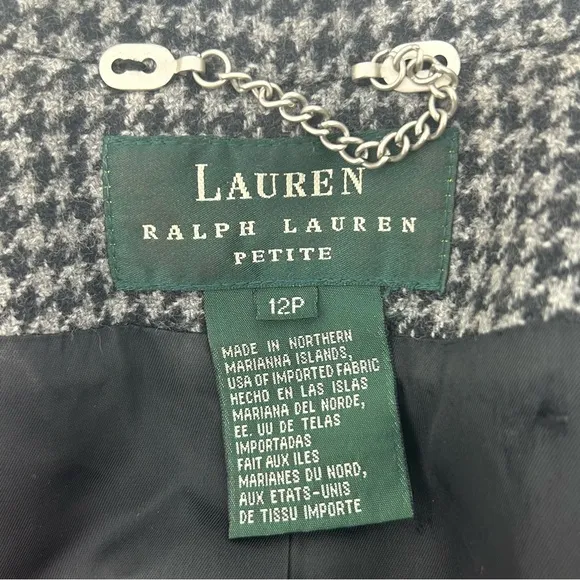 LAUREN
RALPH LAUREN
PETITE
12P
MADE IN NORTHERN
MARIANNA ISLANDS,
USA OF IMPORTED FABRIC
HECHO EN LAS ISLAS
MARIANA DEL NORDE,
EE. UU DE TELAS
IMPORTADAS
FAIT AUX ILES
MARIANES DU NORD,
AUX ETATS-UNIS
DE TISSU IMPORTE